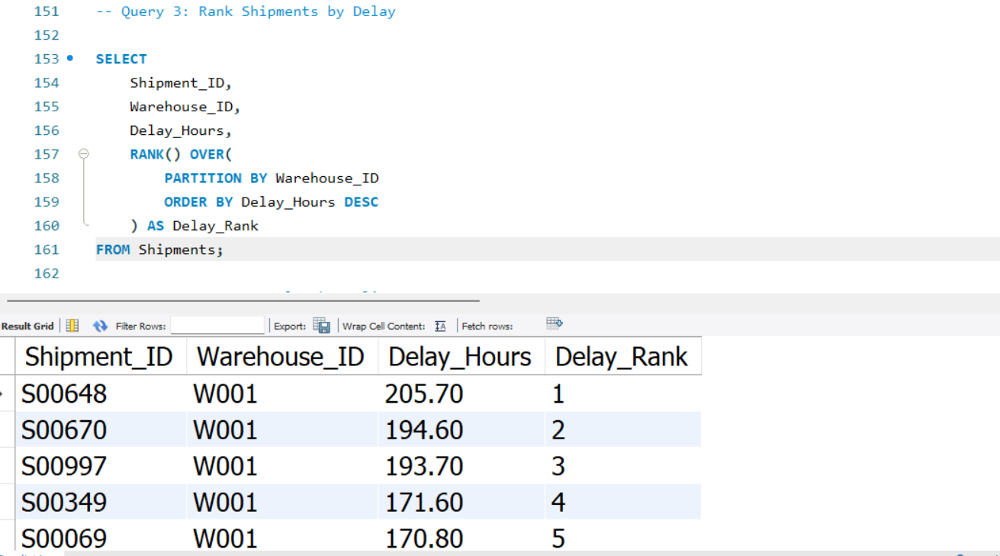 151 -- Query 3: Rank Shipments by Delay
152
153 SELECT
154 Shipment_ID,
155 Warehouse_ID,
156 Delay_Hours,
157 RANK() OVER(
158 PARTITION BY Warehouse_ID
159 ORDER BY Delay_Hours DESC
160 ) AS Delay_Rank
161 FROM Shipments;
162
Result Grid Filter Rows: Export: Wrap Cell Content: Fetch rows:
Shipment_ID Warehouse_ID Delay_Hours Delay_Rank
S00648 W001 205.70 1
S00670 W001 194.60 2
S00997 W001 193.70 3
S00349 W001 171.60 4
S00069 W001 170.80 5